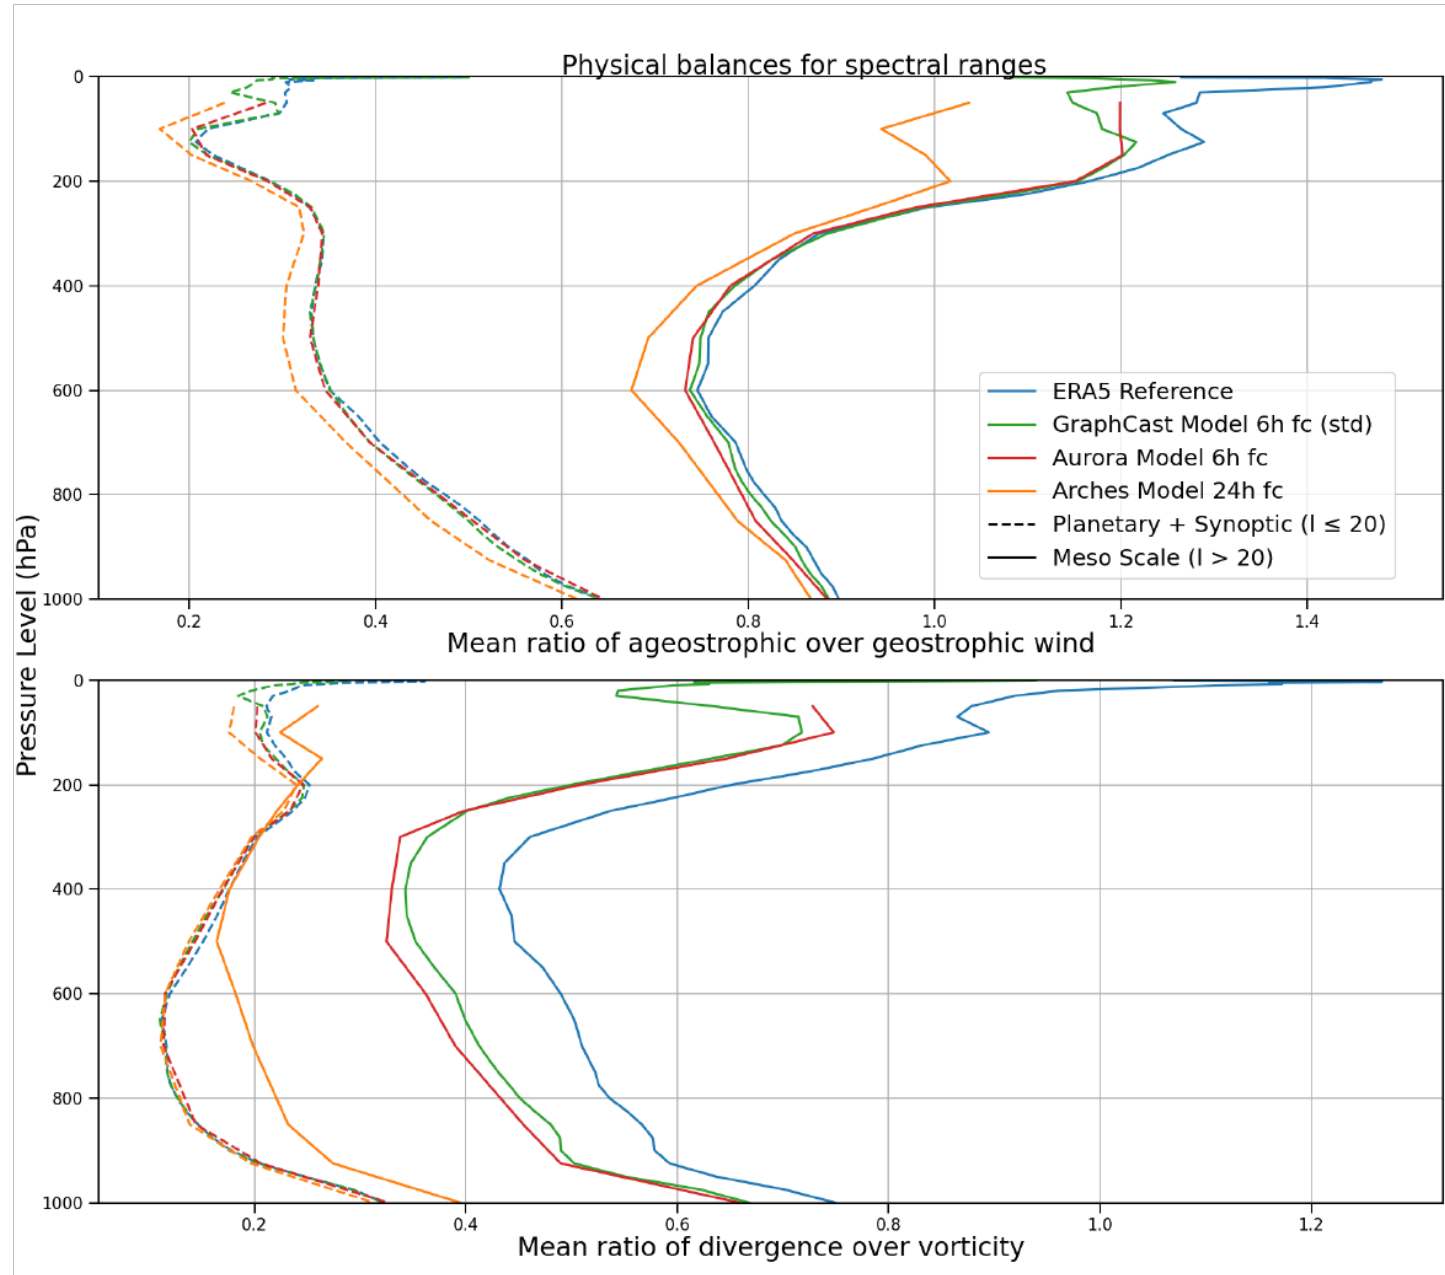 Physical balances for spectral ranges
0
200
400
600
800
1000
0.2
0.4
0.6
0.8
1.0
1.2
1.4
ERA5 Reference
GraphCast Model 6h fc (std)
Aurora Model 6h fc
Arches Model 24h fc
Planetary + Synoptic (l ≤ 20)
Meso Scale (l > 20)
Mean ratio of ageostrophic over geostrophic wind
Pressure Level (hPa)
0
200
400
600
800
1000
0.2
0.4
0.6
0.8
1.0
1.2
Mean ratio of divergence over vorticity